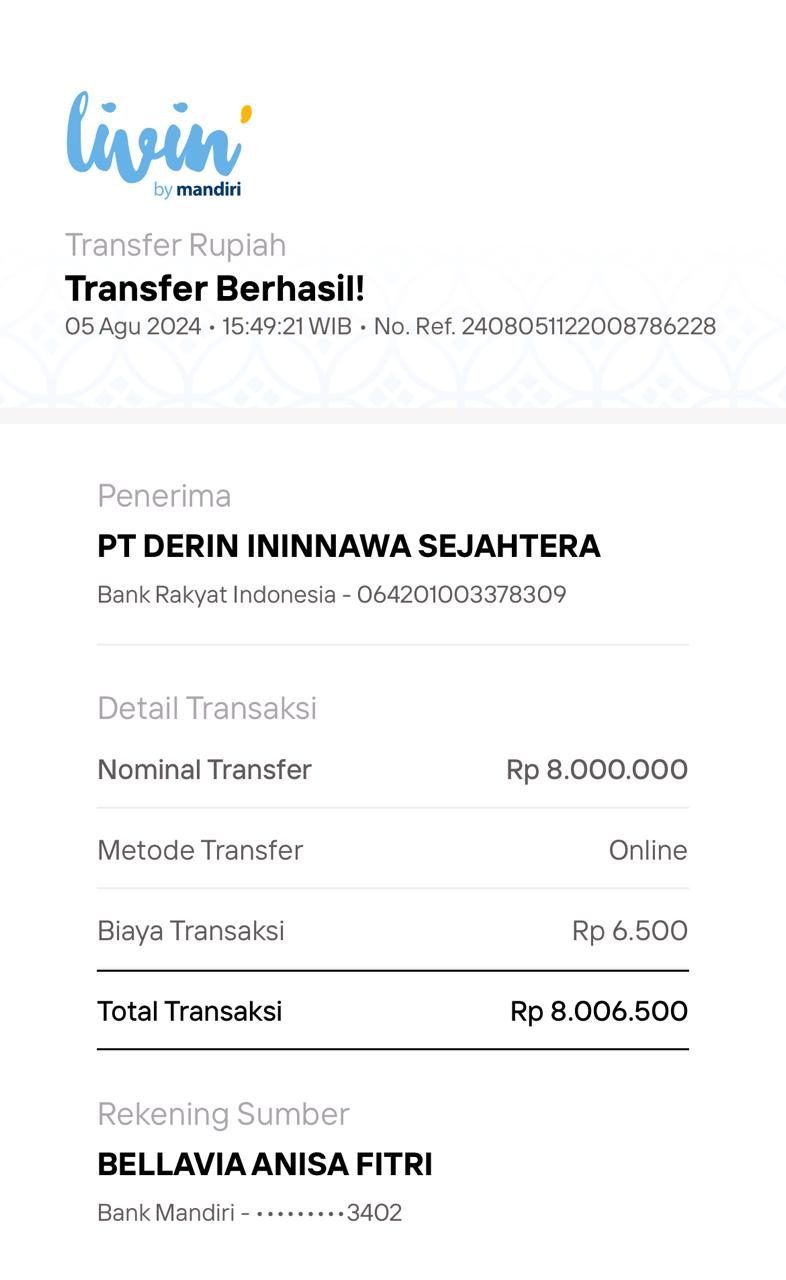 livin'
by mandiri
Transfer Rupiah
Transfer Berhasil!
05 Agu 2024 • 15:49:21 WIB • No. Ref. 2408051122008786228
Penerima
PT DERIN ININNAWA SEJAHTERA
Bank Rakyat Indonesia - 064201003378309
Detail Transaksi
Nominal Transfer Rp 8.000.000
Metode Transfer Online
Biaya Transaksi Rp 6.500
Total Transaksi Rp 8.006.500
Rekening Sumber
BELLAVIA ANISA FITRI
Bank Mandiri - •••••••••3402